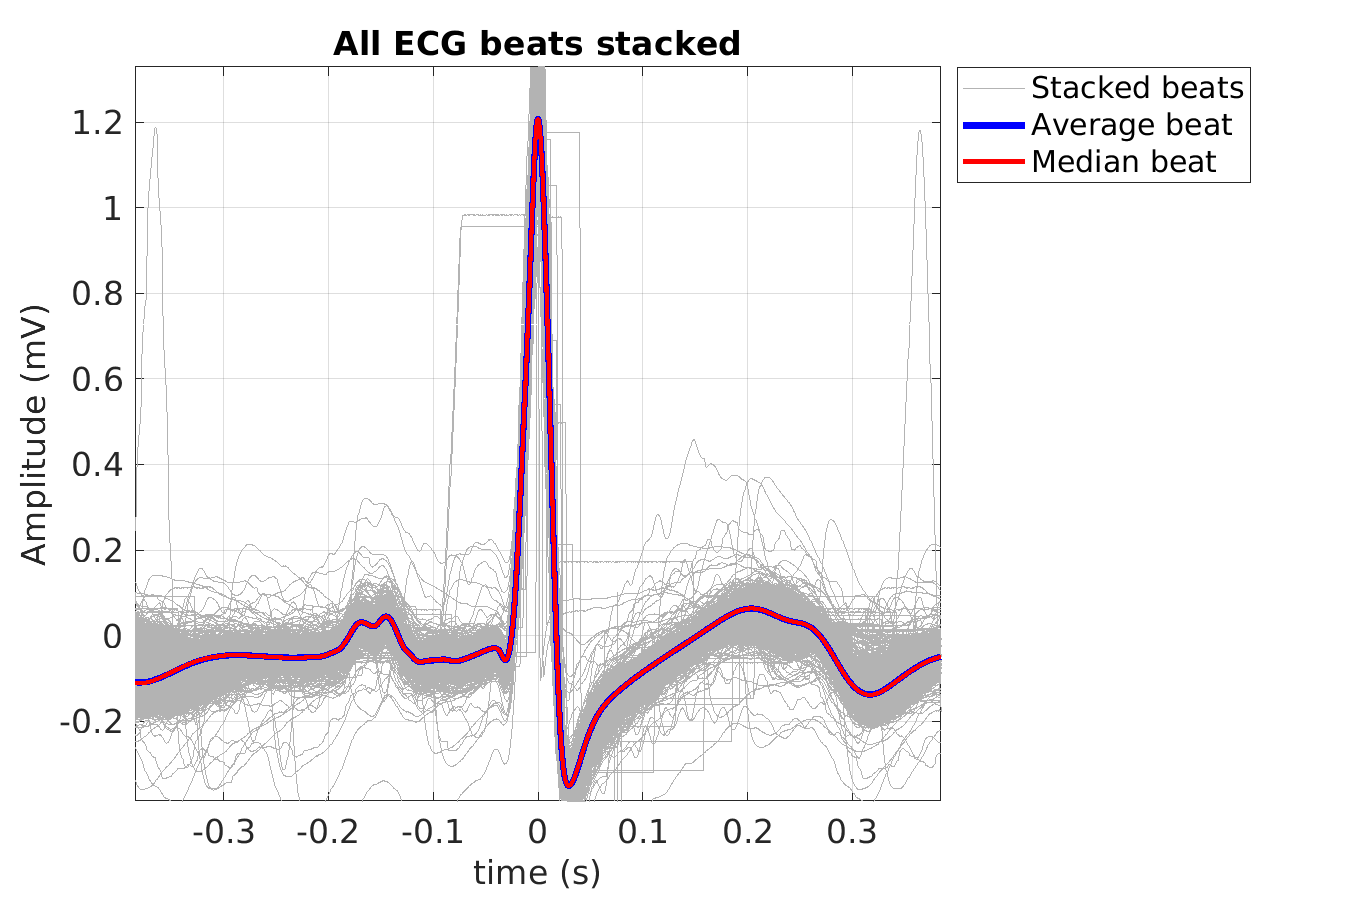 All ECG beats stacked
Stacked beats
Average beat
Median beat
1.2
1
0.8
0.6
0.4
0.2
0
-0.2
Amplitude (mV)
-0.3
-0.2
-0.1
0
0.1
0.2
0.3
time (s)